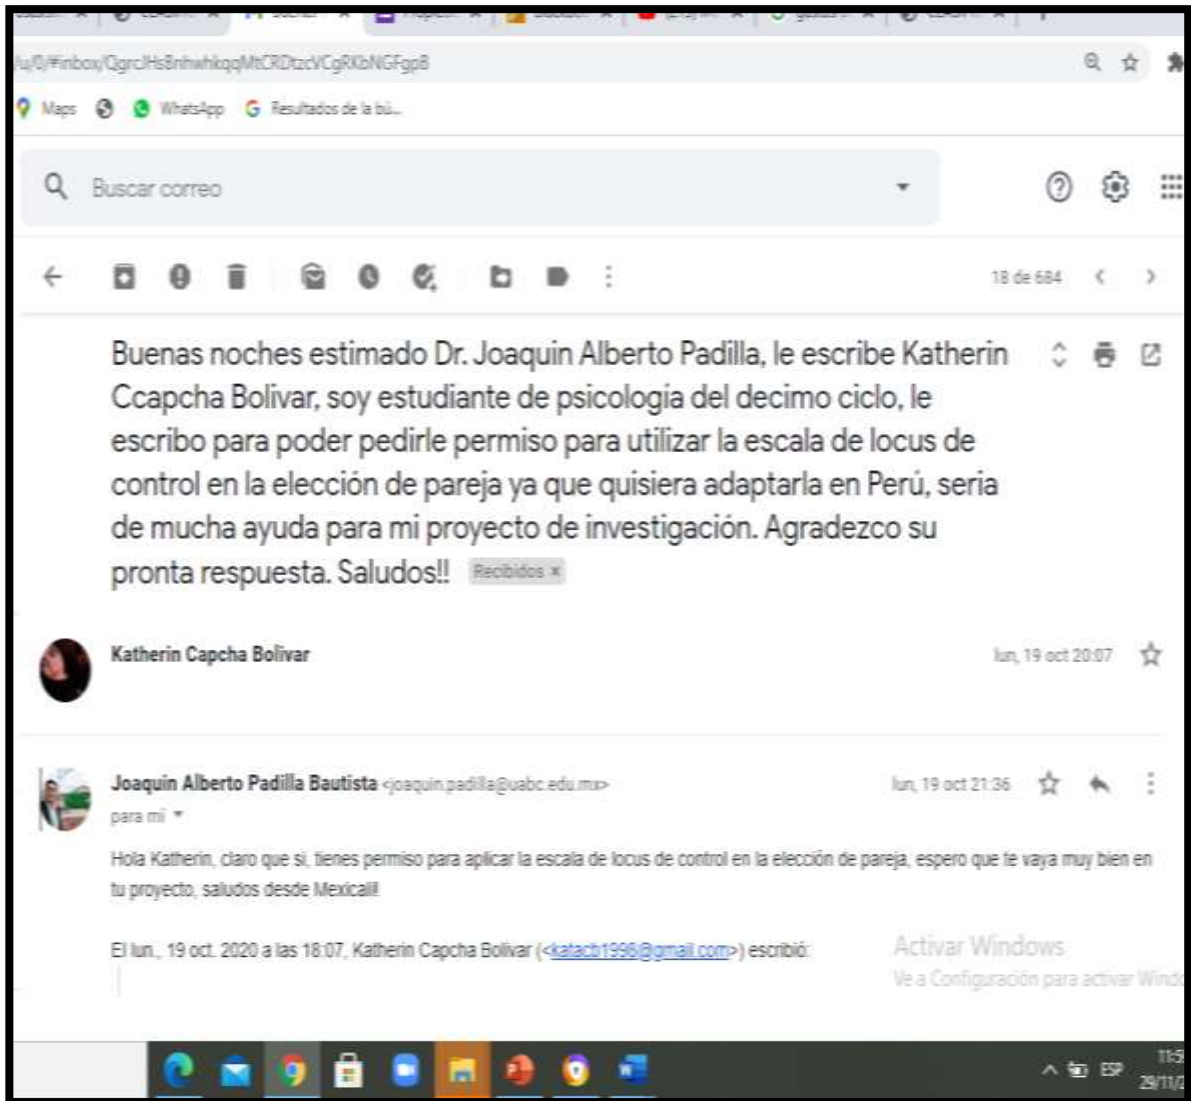 /u/0/#inbox/
Maps WhatsApp Resultados de la bú...
Buscar correo
18 de 684
Buenas noches estimado Dr. Joaquin Alberto Padilla, le escribe Katherin
Ccapcha Bolivar, soy estudiante de psicología del decimo ciclo, le
escribo para poder pedirle permiso para utilizar la escala de locus de
control en la elección de pareja ya que quisiera adaptarla en Perú, seria
de mucha ayuda para mi proyecto de investigación. Agradezco su
pronta respuesta. Saludos!! Recibidos ×
Katherin Capcha Bolivar lun, 19 oct 20:07
Joaquin Alberto Padilla Bautista <joaquin.padilla@uabc.edu.mx> lun, 19 oct 21:36
para mí
Hola Katherin, claro que si, tienes permiso para aplicar la escala de locus de control en la elección de pareja, espero que te vaya muy bien en
tu proyecto, saludos desde Mexicali!!
El lun., 19 oct. 2020 a las 18:07, Katherin Capcha Bolivar (<katacb1998@gmail.com>) escribió:
Activar Windows
Ve a Configuración para activar
ESP
29/11/2